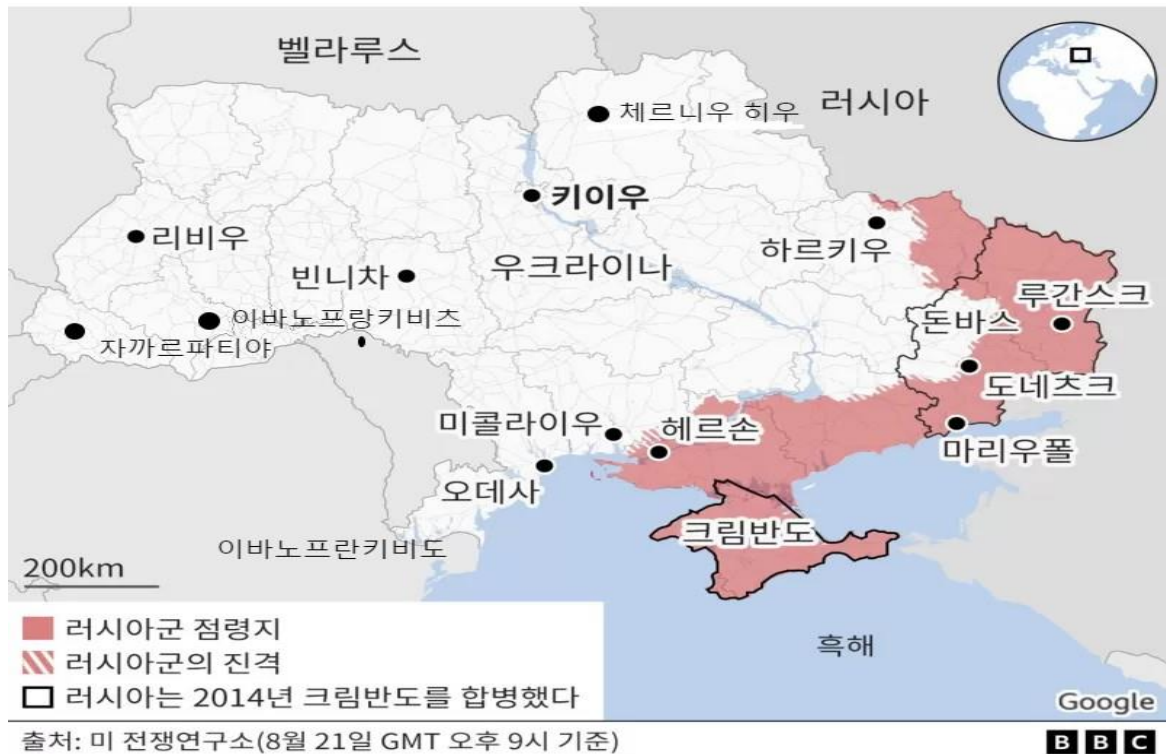 벨라루스
체르니우 히우
러시아
키이우
리비우
빈니차
우크라이나
하르키우
루간스크
돈바스
이바노프랑키비츠
자까르파티야
도네츠크
미콜라이우
헤르손
마리우폴
오데사
크림반도
이바노프란키비도
200km
러시아군 점령지
러시아군의 진격
러시아는 2014년 크림반도를 합병했다
흑해
Google
출처: 미 전쟁연구소(8월 21일 GMT 오후 9시 기준)
BBC